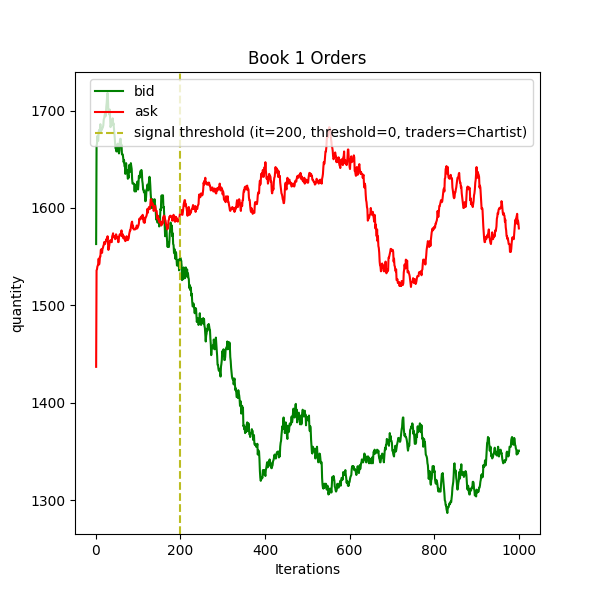 Book 1 Orders
bid
ask
signal threshold (it=200, threshold=0, traders=Chartist)
1700
1600
1500
1400
1300
quantity
0 200 400 600 800 1000
Iterations